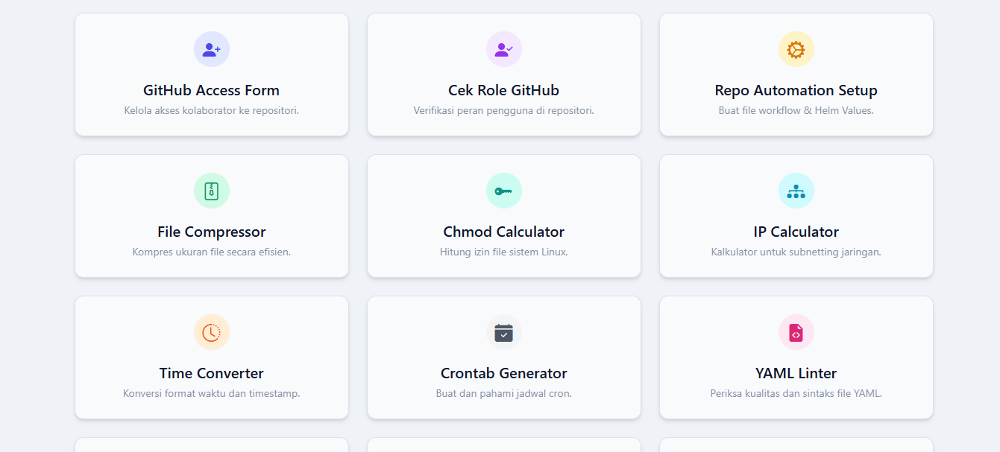 GitHub Access Form
Kelola akses kolaborator ke repositori.
Cek Role GitHub
Verifikasi peran pengguna di repositori.
Repo Automation Setup
Buat file workflow & Helm Values.
File Compressor
Kompres ukuran file secara efisien.
Chmod Calculator
Hitung izin file sistem Linux.
IP Calculator
Kalkulator untuk subnetting jaringan.
Time Converter
Konversi format waktu dan timestamp.
Crontab Generator
Buat dan pahami jadwal cron.
YAML Linter
Periksa kualitas dan sintaks file YAML.